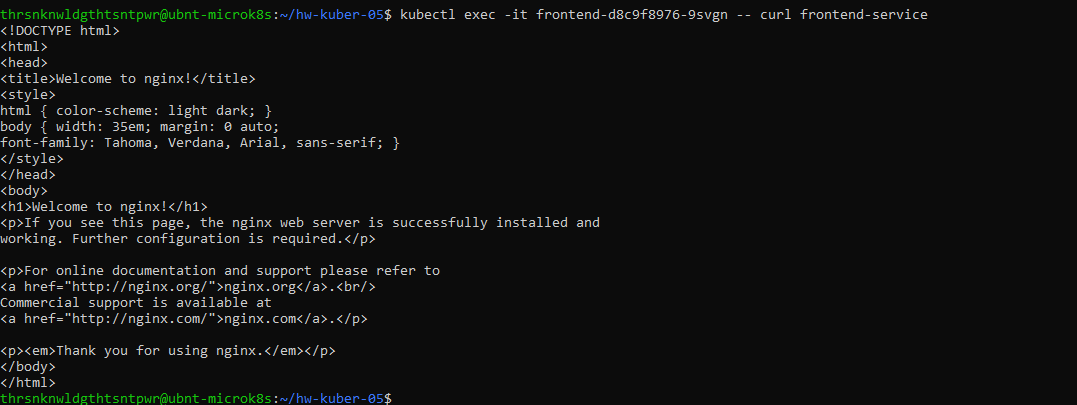 thrsnknwldgthtsntpwr@ubnt-microk8s:~/hw-kuber-05$ kubectl exec -it frontend-d8c9f8976-9svgn -- curl frontend-service
<!DOCTYPE html>
<html>
<head>
<title>Welcome to nginx!</title>
<style>
html { color-scheme: light dark; }
body { width: 35em; margin: 0 auto;
font-family: Tahoma, Verdana, Arial, sans-serif; }
</style>
</head>
<body>
<h1>Welcome to nginx!</h1>
<p>If you see this page, the nginx web server is successfully installed and
working. Further configuration is required.</p>

<p>For online documentation and support please refer to
<a href="http://nginx.org/">nginx.org</a>.<br/>
Commercial support is available at
<a href="http://nginx.com/">nginx.com</a>.</p>

<p><em>Thank you for using nginx.</em></p>
</body>
</html>
thrsnknwldgthtsntpwr@ubnt-microk8s:~/hw-kuber-05$